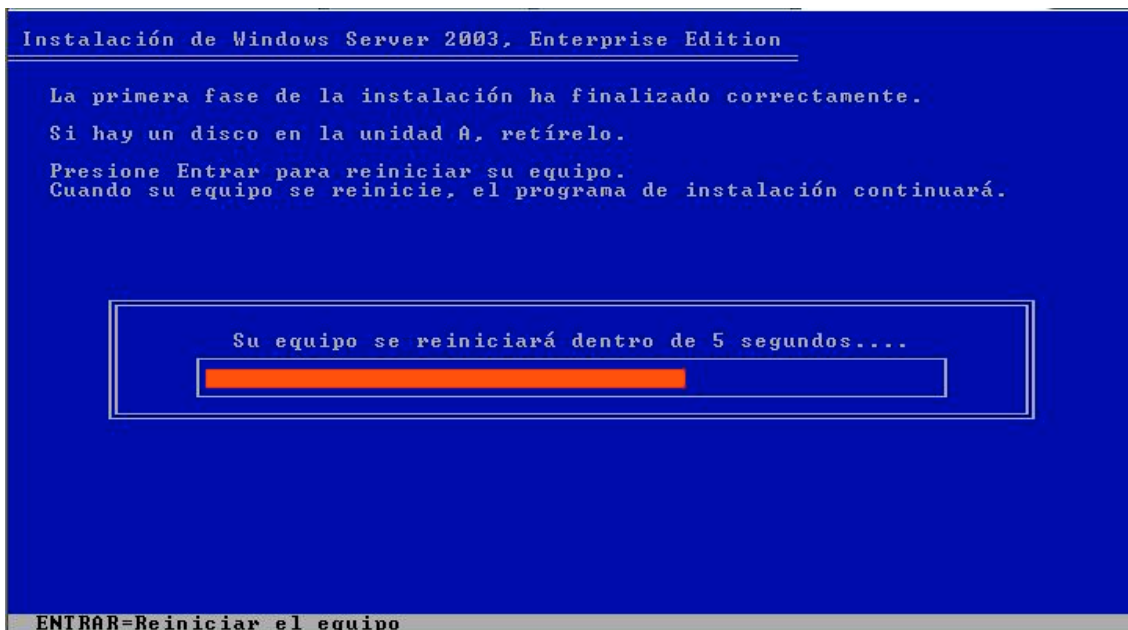 Instalación de Windows Server 2003, Enterprise Edition
La primera fase de la instalación ha finalizado correctamente.
Si hay un disco en la unidad A, retírelo.
Presione Entrar para reiniciar su equipo.
Cuando su equipo se reinicie, el programa de instalación continuará.
Su equipo se reiniciará dentro de 5 segundos....
ENTRAR=Reiniciar el equipo